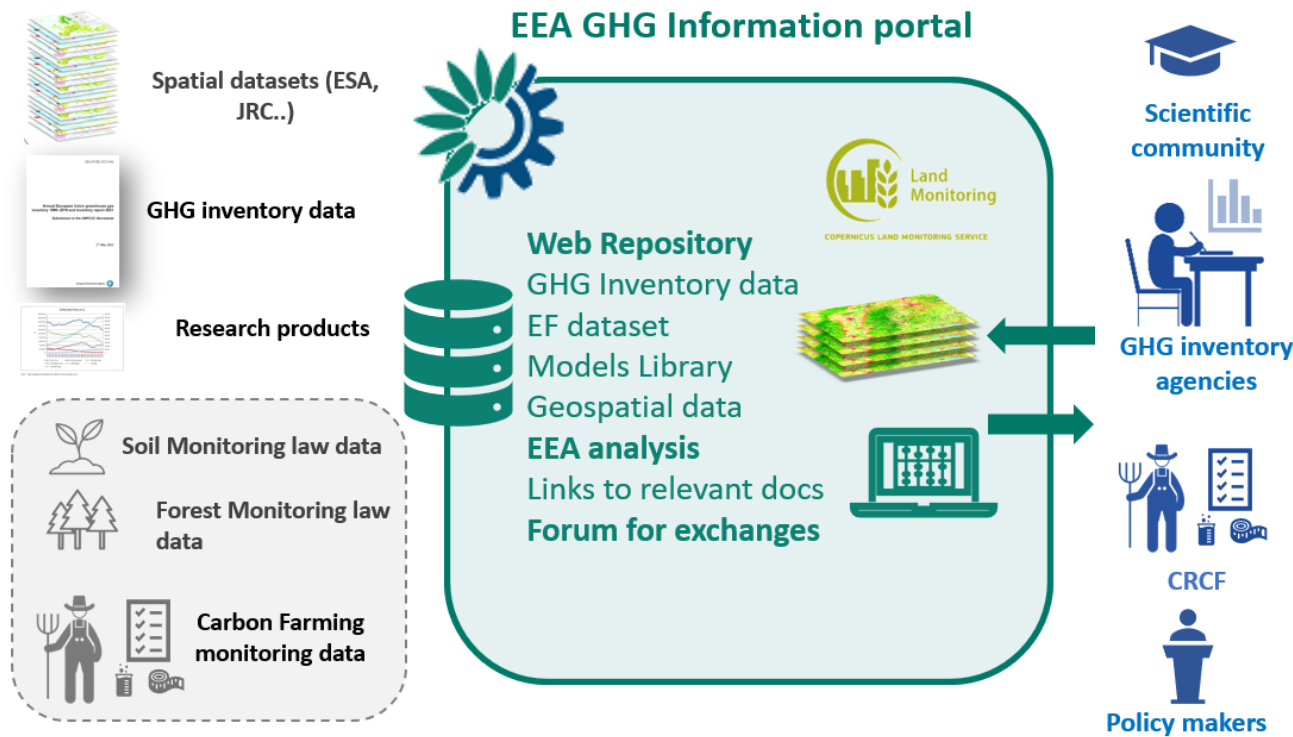 EEA GHG Information portal
Spatial datasets (ESA,
JRC..)
GHG inventory data
Research products
Soil Monitoring law data
Forest Monitoring law
data
Carbon Farming
monitoring data
Land
Monitoring
COPERNICUS LAND MONITORING SERVICE
Web Repository
GHG Inventory data
EF dataset
Models Library
Geospatial data
EEA analysis
Links to relevant docs
Forum for exchanges
Scientific
community
GHG inventory
agencies
CRCF
Policy makers